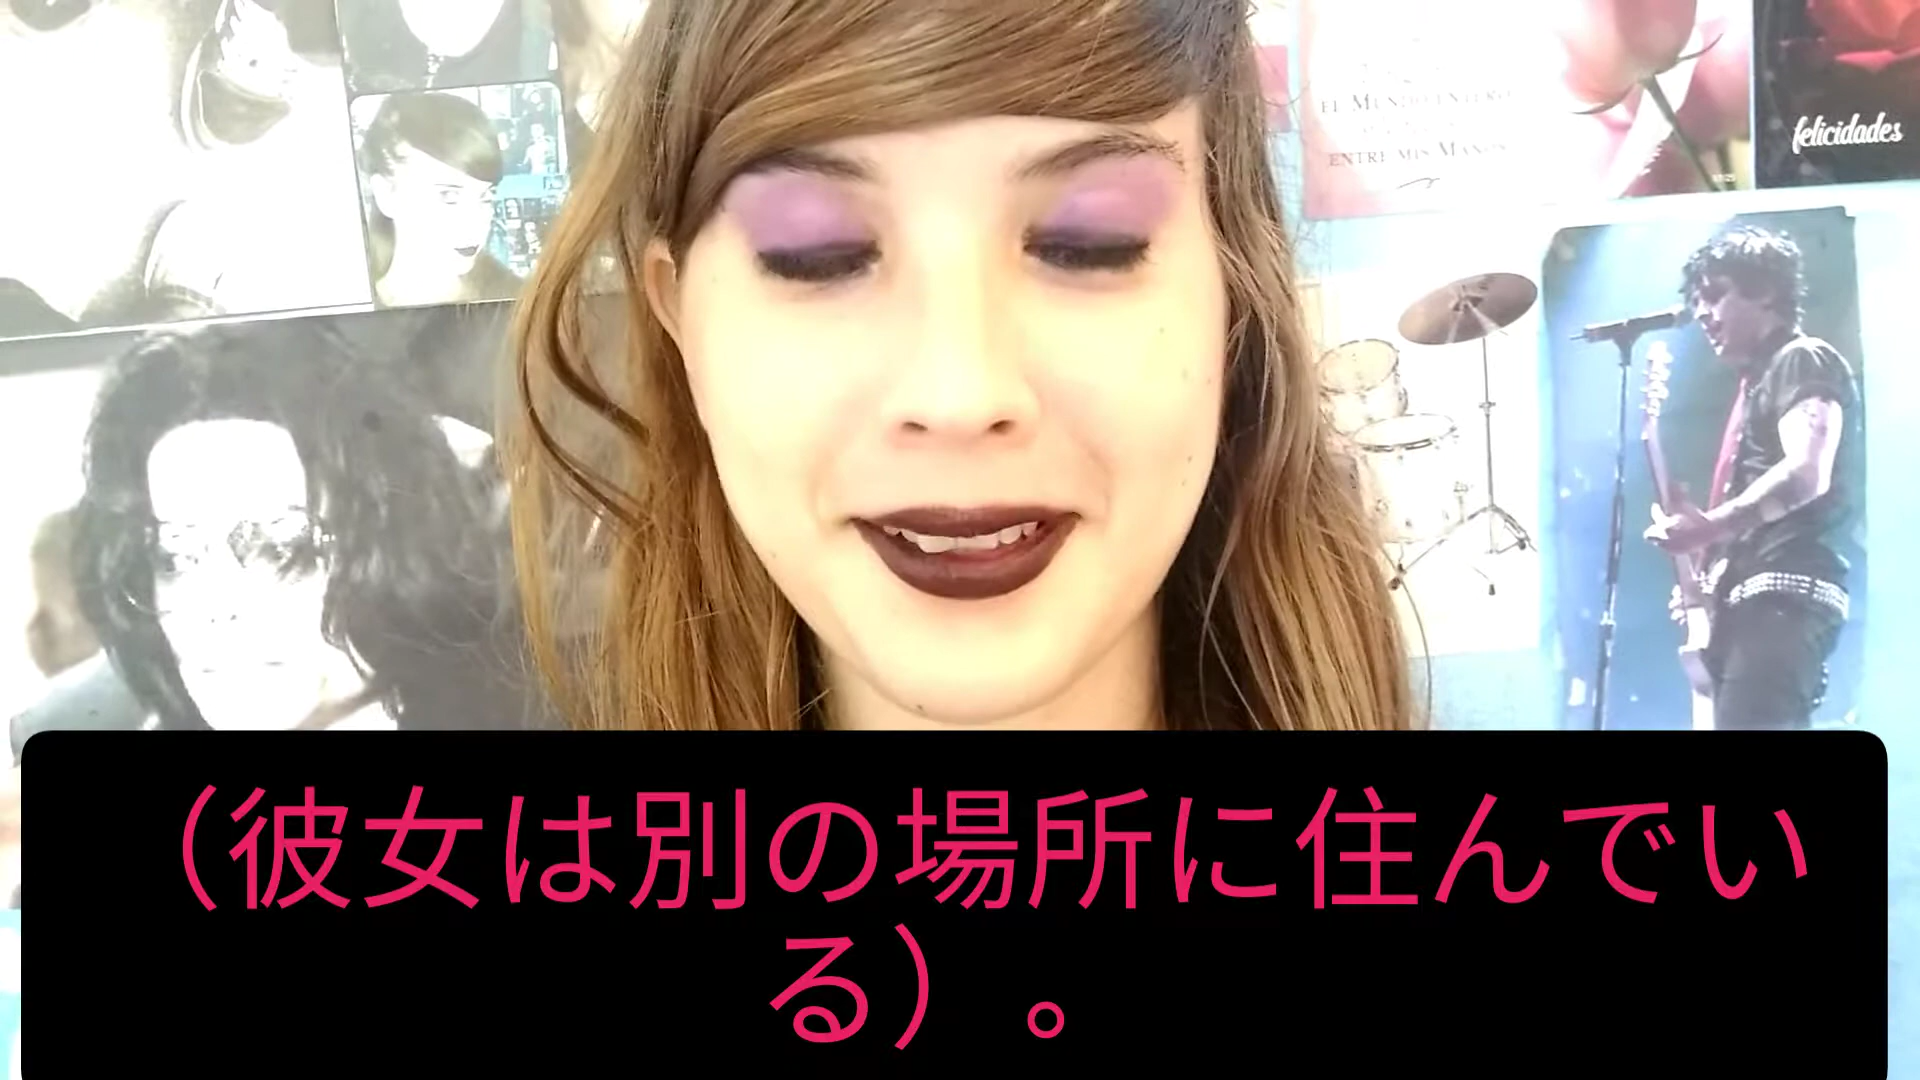 EL MUNDO ENTERO
ENTRE MIS MANOS
felicidades
（彼女は別の場所に住んでい
る）。